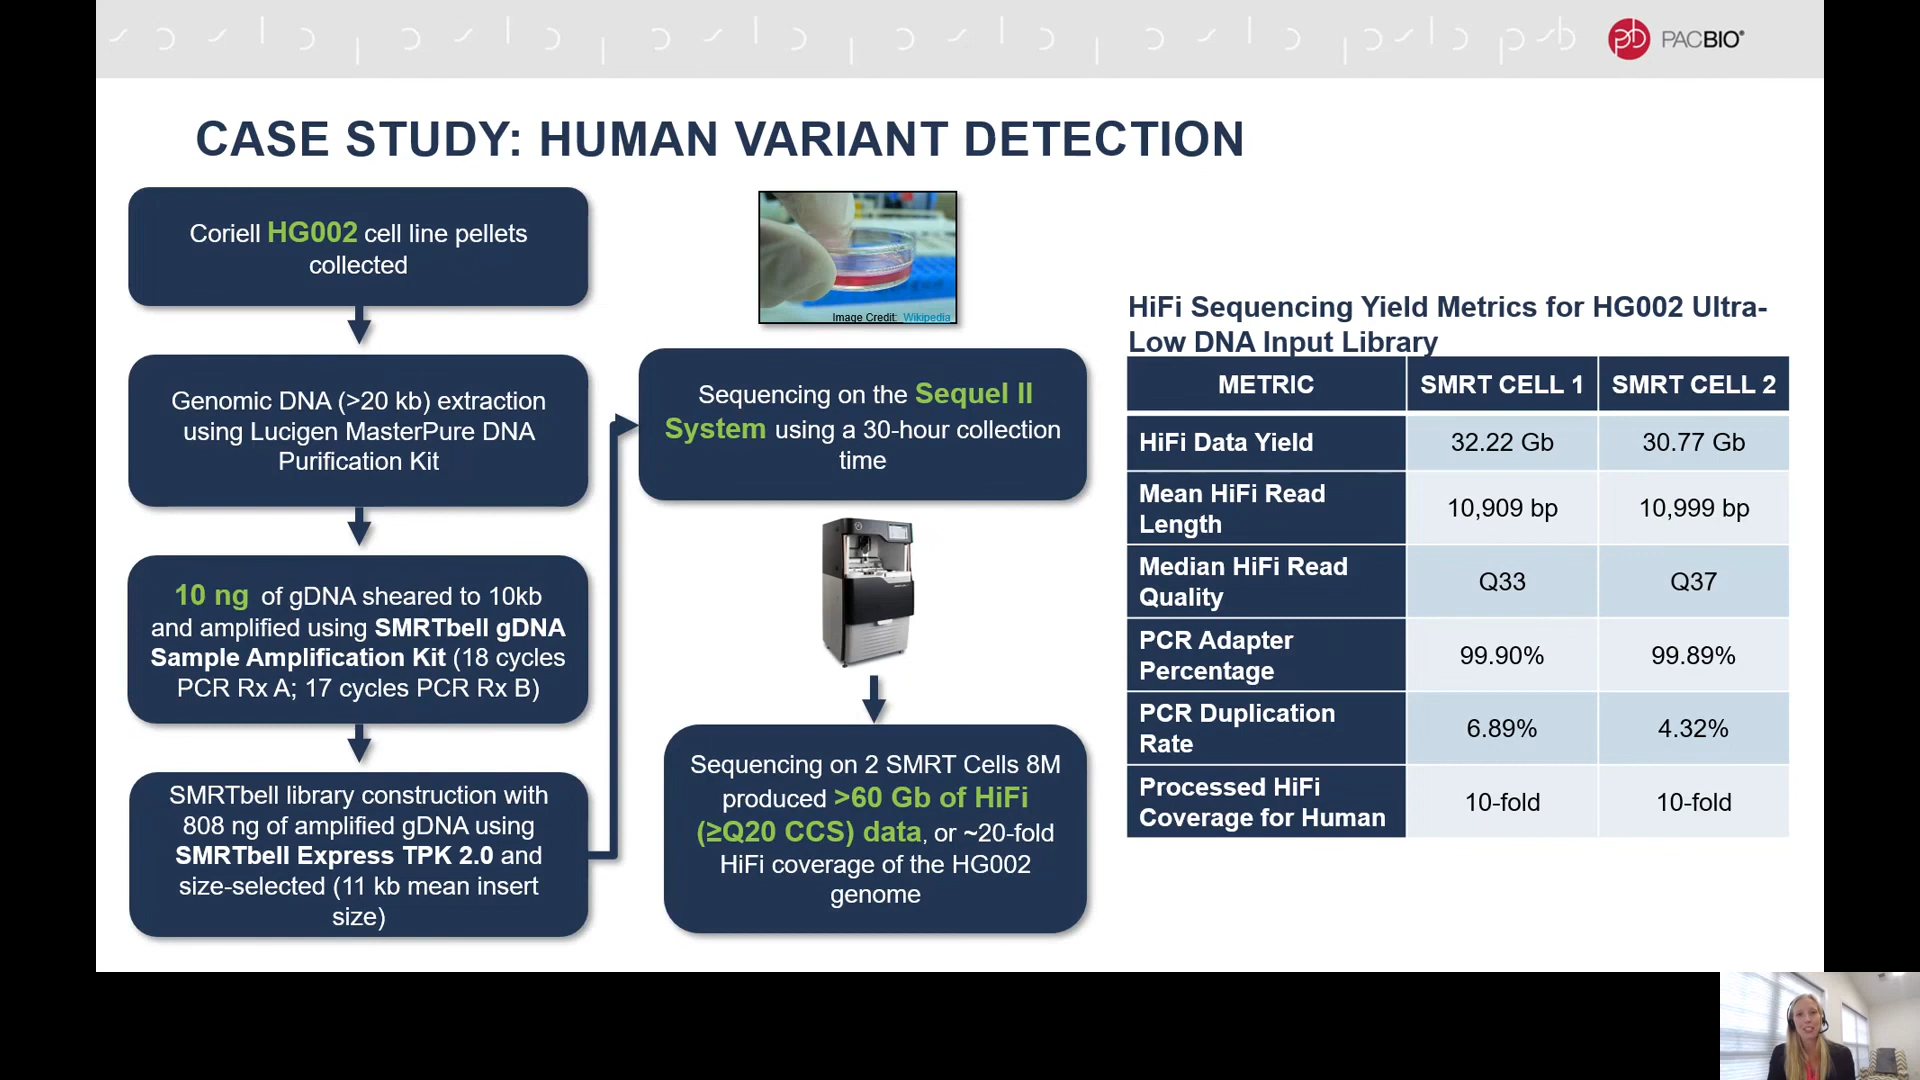 PACBIO®
CASE STUDY: HUMAN VARIANT DETECTION
Coriell HG002 cell line pellets
collected
Genomic DNA (>20 kb) extraction
using Lucigen MasterPure DNA
Purification Kit
10 ng of gDNA sheared to 10kb
and amplified using SMRTbell gDNA
Sample Amplification Kit (18 cycles
PCR Rx A; 17 cycles PCR Rx B)
SMRTbell library construction with
808 ng of amplified gDNA using
SMRTbell Express TPK 2.0 and
size-selected (11 kb mean insert
size)
Image Credit: Wikipedia
Sequencing on the Sequel II
System using a 30-hour collection
time
Sequencing on 2 SMRT Cells 8M
produced >60 Gb of HiFi
(≥Q20 CCS) data, or ~20-fold
HiFi coverage of the HG002
genome
HiFi Sequencing Yield Metrics for HG002 Ultra-
Low DNA Input Library
METRIC SMRT CELL 1 SMRT CELL 2
HiFi Data Yield 32.22 Gb 30.77 Gb
Mean HiFi Read
Length 10,909 bp 10,999 bp
Median HiFi Read
Quality Q33 Q37
PCR Adapter
Percentage 99.90% 99.89%
PCR Duplication
Rate 6.89% 4.32%
Processed HiFi
Coverage for Human 10-fold 10-fold